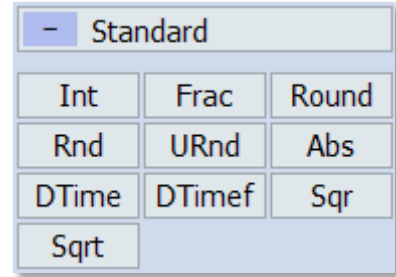 – Standard
Int Frac Round
Rnd URnd Abs
DTime DTimef Sqr
Sqrt